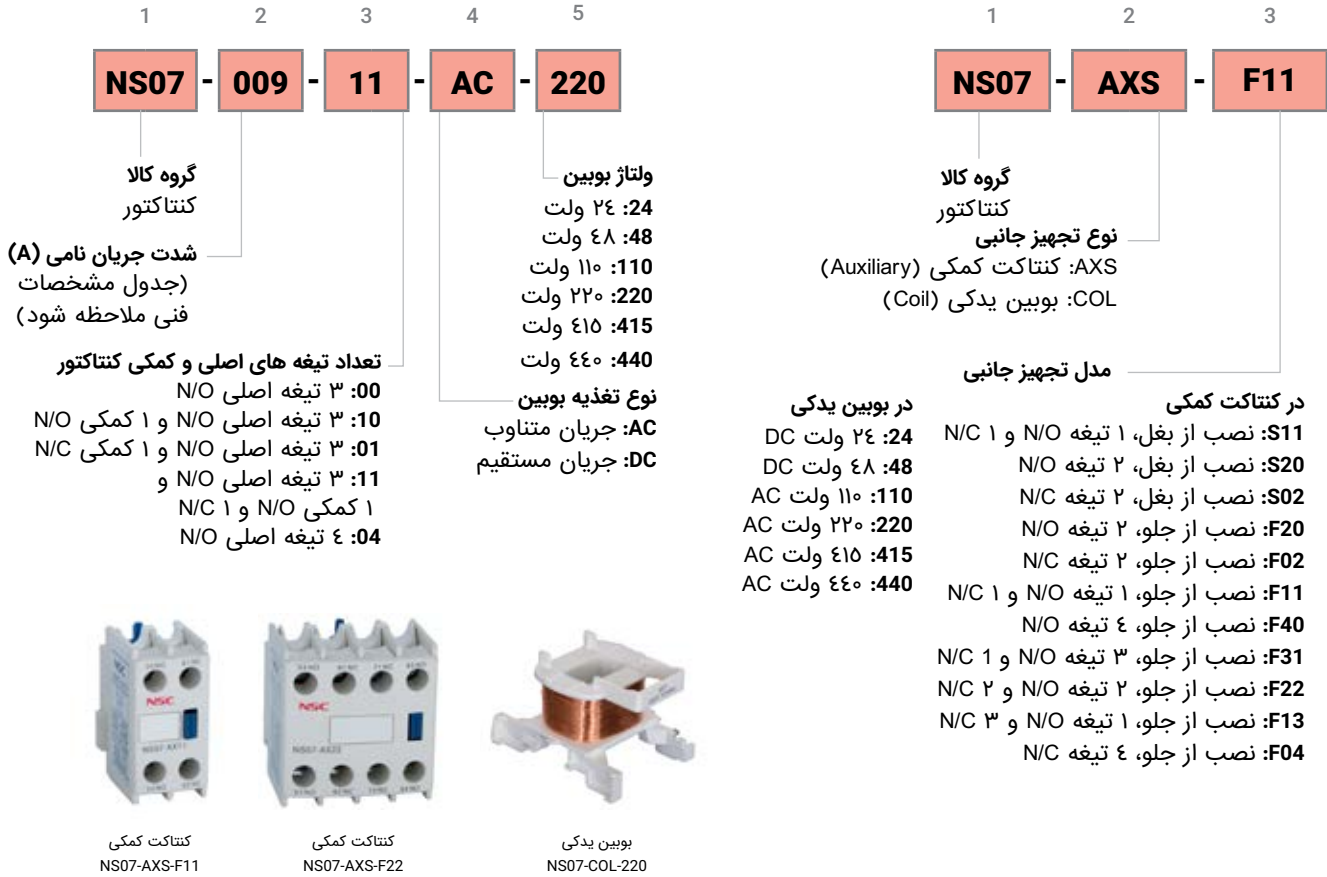 1 2 3 4 5
NS07 - 009 - 11 - AC - 220
گروه کالا
کنتاکتور
شدت جریان نامی (A)
(جدول مشخصات
فنی ملاحظه شود)
تعداد تیغه های اصلی و کمکی کنتاکتور
00: ۳ تیغه اصلی N/O
10: ۳ تیغه اصلی N/O و ۱ کمکی N/O
01: ۳ تیغه اصلی N/O و ۱ کمکی N/C
11: ۳ تیغه اصلی N/O و
۱ کمکی N/O و ۱ N/C
04: ٤ تیغه اصلی N/O
ولتاژ بوبین
24: ۲٤ ولت
48: ٤۸ ولت
110: ۱۱۰ ولت
220: ۲۲۰ ولت
415: ٤۱٥ ولت
440: ٤٤۰ ولت
نوع تغذیه بوبین
AC: جریان متناوب
DC: جریان مستقیم
1 2 3
NS07 - AXS - F11
گروه کالا
کنتاکتور
نوع تجهیز جانبی
AXS: کنتاکت کمکی (Auxiliary)
COL: بوبین یدکی (Coil)
مدل تجهیز جانبی
در کنتاکت کمکی
S11: نصب از بغل، ۱ تیغه N/O و ۱ N/C
S20: نصب از بغل، ۲ تیغه N/O
S02: نصب از بغل، ۲ تیغه N/C
F20: نصب از جلو، ۲ تیغه N/O
F02: نصب از جلو، ۲ تیغه N/C
F11: نصب از جلو، ۱ تیغه N/O و ۱ N/C
F40: نصب از جلو، ٤ تیغه N/O
F31: نصب از جلو، ۳ تیغه N/O و 1 N/C
F22: نصب از جلو، ۲ تیغه N/O و ۲ N/C
F13: نصب از جلو، ۱ تیغه N/O و ۳ N/C
F04: نصب از جلو، ٤ تیغه N/C
در بوبین یدکی
24: ۲٤ ولت DC
48: ٤۸ ولت DC
110: ۱۱۰ ولت AC
220: ۲۲۰ ولت AC
415: ٤۱٥ ولت AC
440: ٤٤۰ ولت AC
NSC
NS07-AX11
NSC
NS07-AX22
کنتاکت کمکی
NS07-AXS-F11
کنتاکت کمکی
NS07-AXS-F22
بوبین یدکی
NS07-COL-220